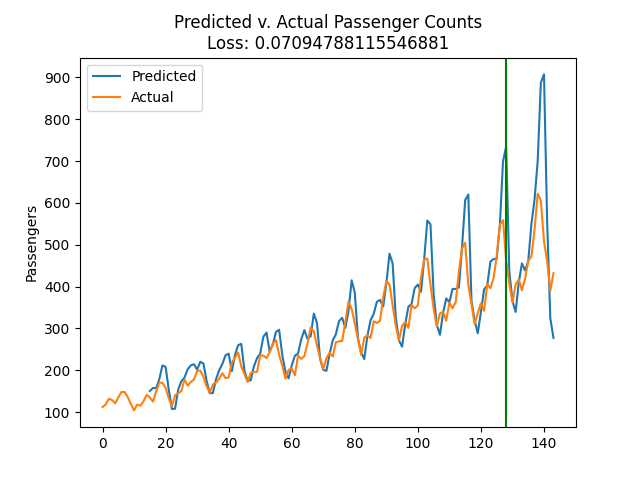 Predicted v. Actual Passenger Counts
Loss: 0.07094788115546881
Predicted
Actual
Passengers
900
800
700
600
500
400
300
200
100
0 20 40 60 80 100 120 140